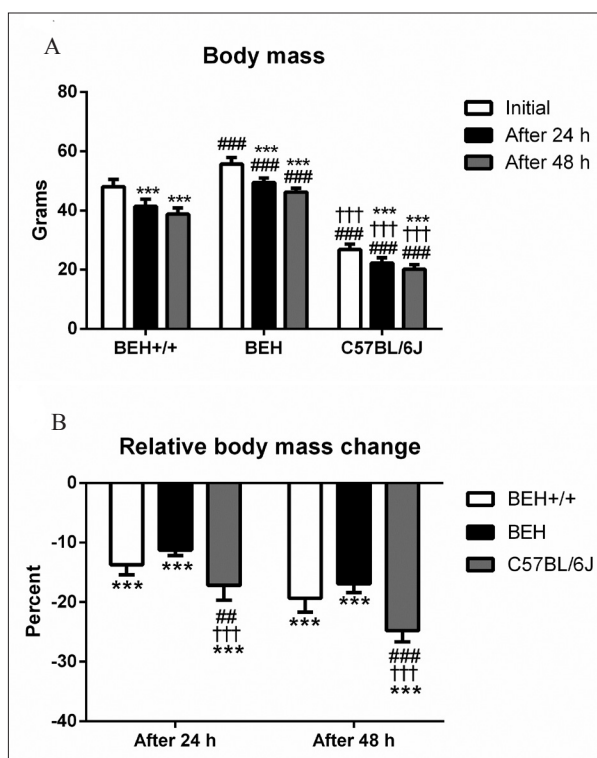 A
Body mass
80
60
40
20
0
Grams
### *** ***
*** *** ### ### ††† *** ***
### ††† †††
### ###
BEH+/+ BEH C57BL/6J
Initial
After 24 h
After 48 h
B
Relative body mass change
0
-10
-20
-30
-40
Percent
*** *** ## *** *** ###
††† †††
*** ***
After 24 h After 48 h
BEH+/+
BEH
C57BL/6J